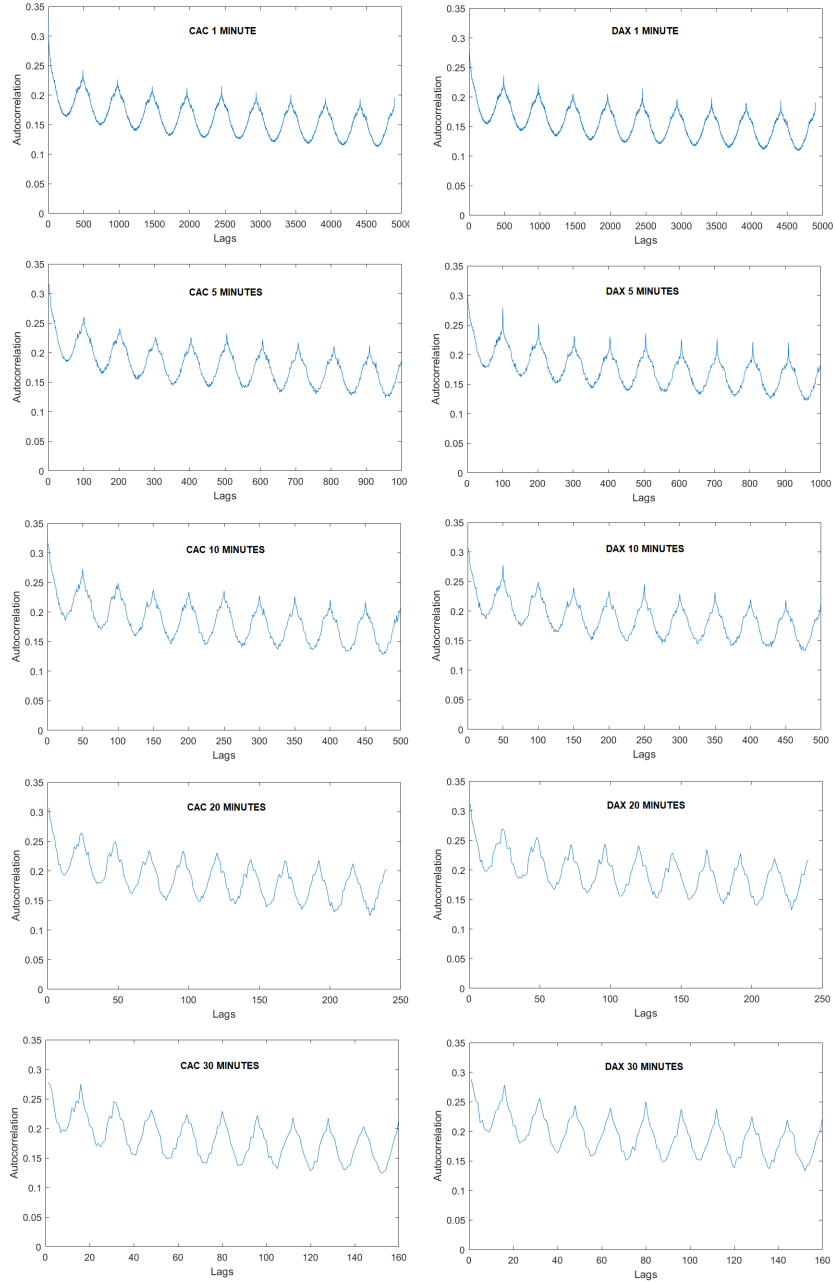 0.35
CAC 1 MINUTE
0.3
0.25
0.2
0.15
0.1
0.05
0
Autocorrelation
0 500 1000 1500 2000 2500 3000 3500 4000 4500 5000
Lags
0.35
DAX 1 MINUTE
0.3
0.25
0.2
0.15
0.1
0.05
0
Autocorrelation
0 500 1000 1500 2000 2500 3000 3500 4000 4500 5000
Lags
0.35
CAC 5 MINUTES
0.3
0.25
0.2
0.15
0.1
0.05
0
Autocorrelation
0 100 200 300 400 500 600 700 800 900 100
Lags
0.35
DAX 5 MINUTES
0.3
0.25
0.2
0.15
0.1
0.05
0
Autocorrelation
0 100 200 300 400 500 600 700 800 900 1000
Lags
0.35
CAC 10 MINUTES
0.3
0.25
0.2
0.15
0.1
0.05
0
Autocorrelation
0 50 100 150 200 250 300 350 400 450 500
Lags
0.35
DAX 10 MINUTES
0.3
0.25
0.2
0.15
0.1
0.05
0
Autocorrelation
0 50 100 150 200 250 300 350 400 450 500
Lags
0.35
CAC 20 MINUTES
0.3
0.25
0.2
0.15
0.1
0.05
0
Autocorrelation
0 50 100 150 200 250
Lags
0.35
DAX 20 MINUTES
0.3
0.25
0.2
0.15
0.1
0.05
0
Autocorrelation
0 50 100 150 200 250
Lags
0.35
CAC 30 MINUTES
0.3
0.25
0.2
0.15
0.1
0.05
0
Autocorrelation
0 20 40 60 80 100 120 140 160
Lags
0.35
DAX 30 MINUTES
0.3
0.25
0.2
0.15
0.1
0.05
0
Autocorrelation
0 20 40 60 80 100 120 140 160
Lags